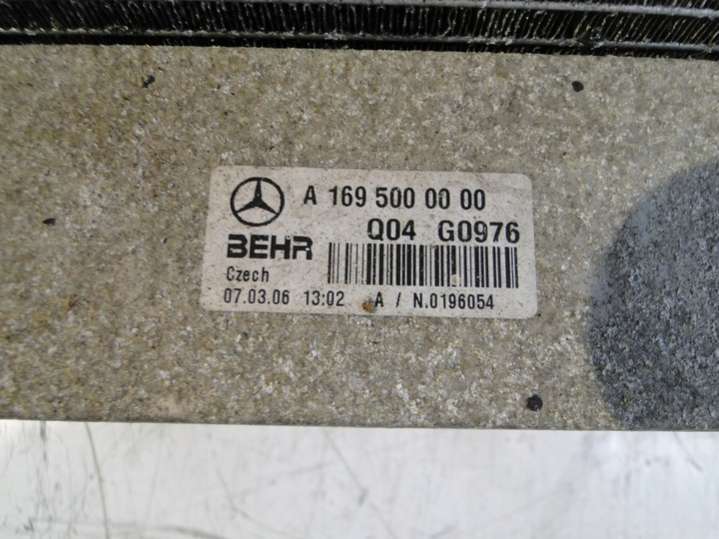 A 169 500 00 00
Q04 G0976
BEHR
Czech
07.03.06 13:02 A / N.0196054